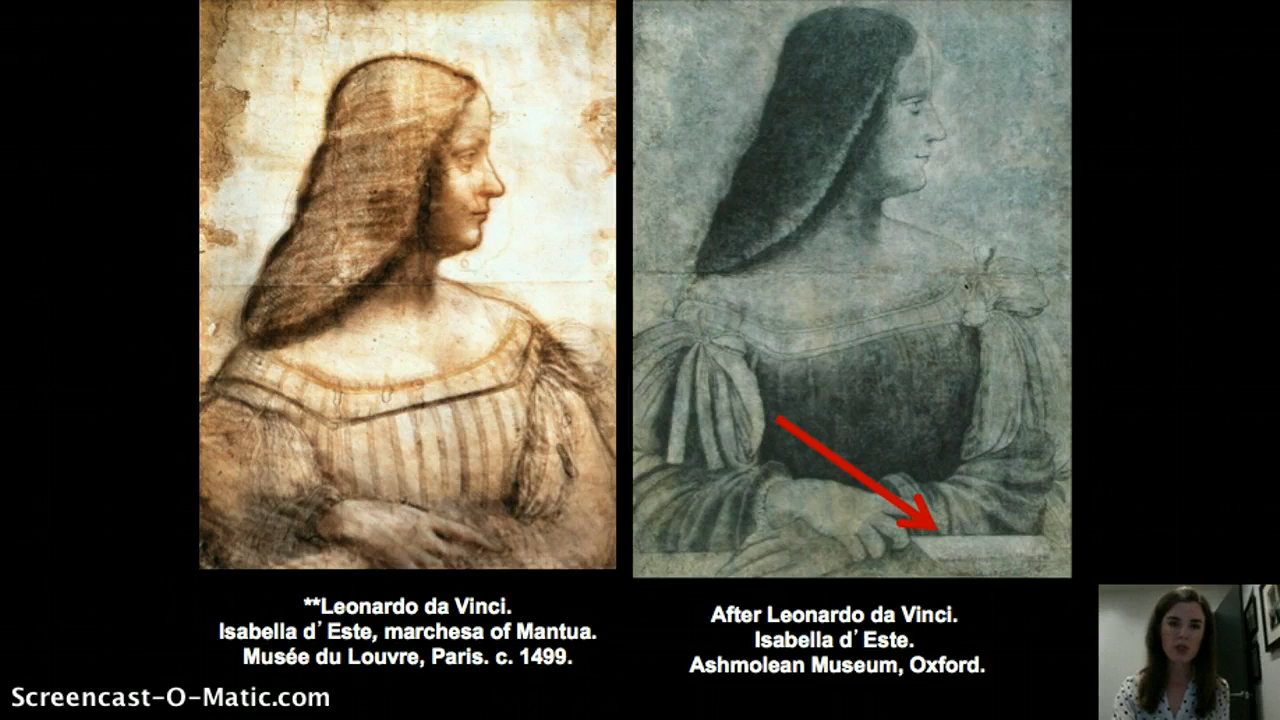 **Leonardo da Vinci.
Isabella d’Este, marchesa of Mantua.
Musée du Louvre, Paris. c. 1499.
After Leonardo da Vinci.
Isabella d’Este.
Ashmolean Museum, Oxford.
Screencast-O-Matic.com